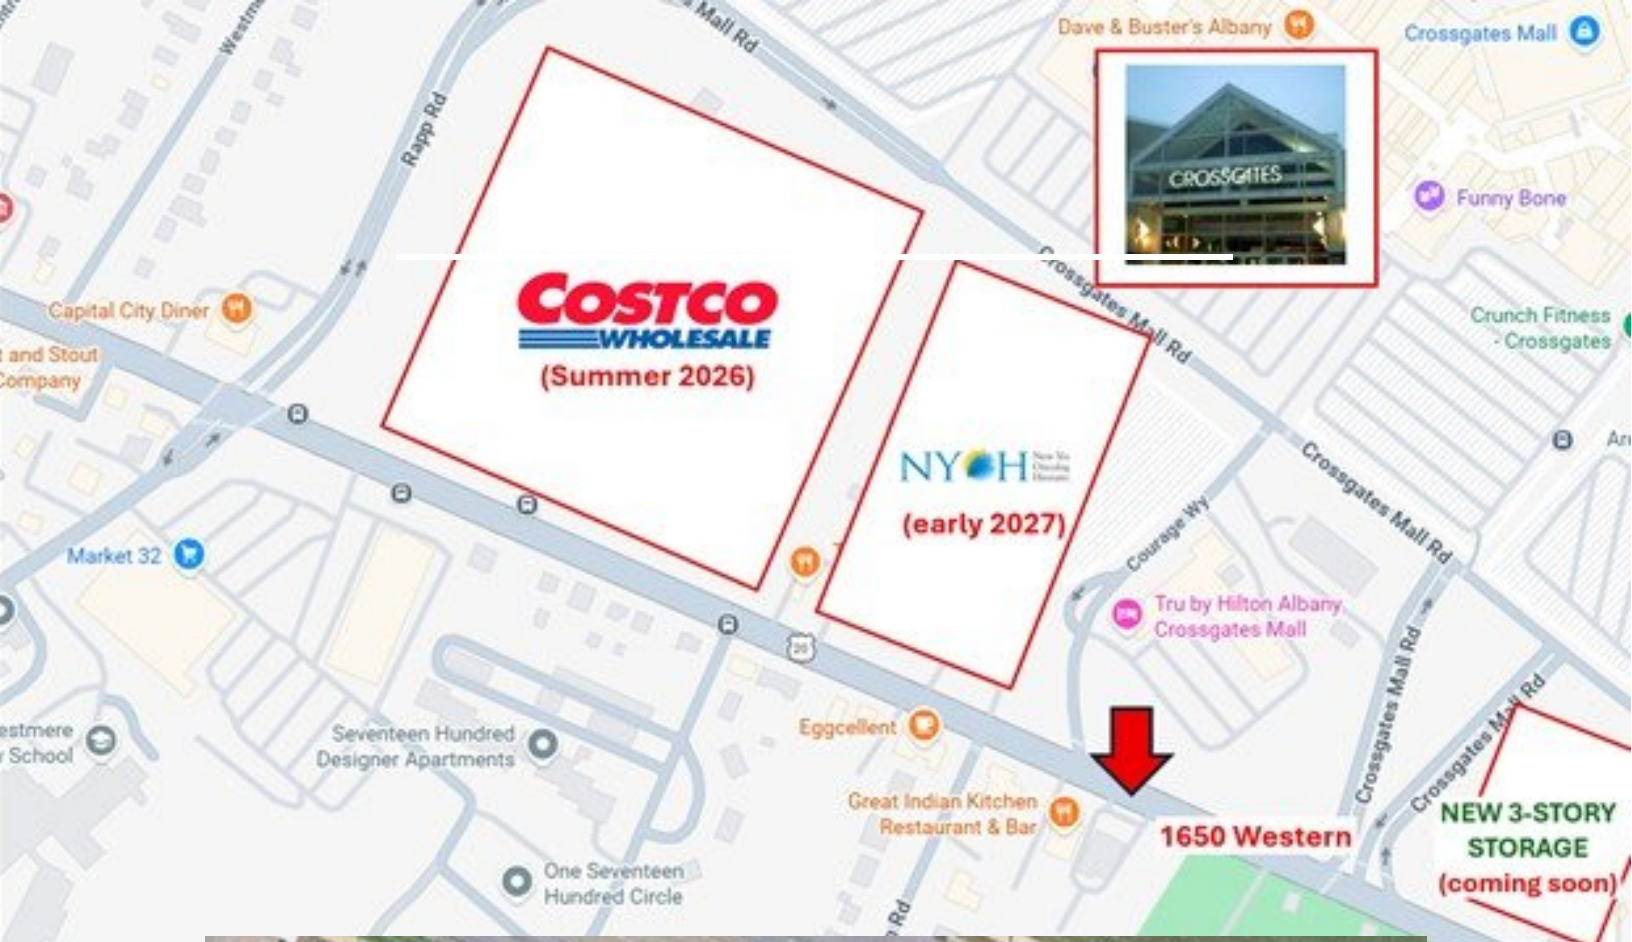 s Mall Rd
Dave & Buster's Albany
Crossgates Mall
Rapp Rd
CROSSGATES
Funny Bone
Crossgates Mall Rd
Capital City Diner
t and Stout
Company
COSTCO
WHOLESALE
(Summer 2026)
Crunch Fitness
- Crossgates
NYOH
(early 2027)
Crossgates Mall Rd
Courage Wy
Market 32
Tru by Hilton Albany
Crossgates Mall
20
Crossgates Mall Rd
Crossgates Mall Rd
Eggcellent
estmere
School
Seventeen Hundred
Designer Apartments
Great Indian Kitchen
Restaurant & Bar
1650 Western
NEW 3-STORY
STORAGE
(coming soon)
One Seventeen
Hundred Circle
Rd